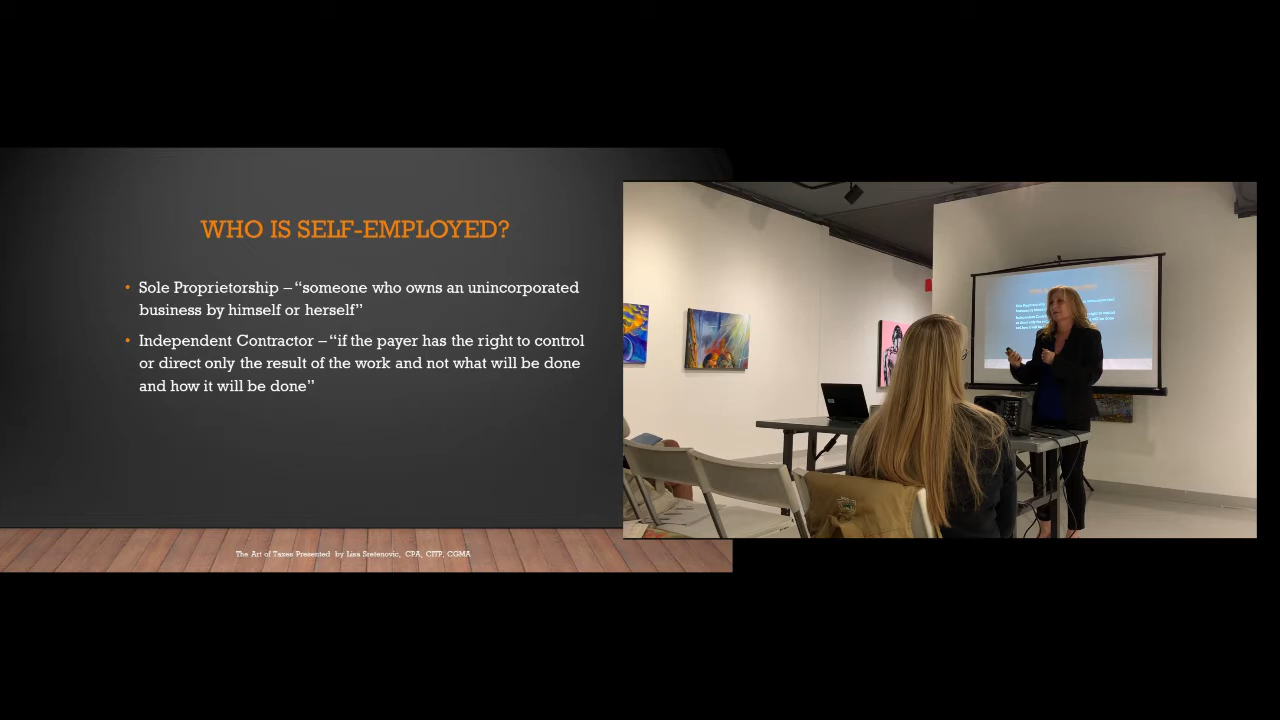 WHO IS SELF-EMPLOYED?
• Sole Proprietorship – “someone who owns an unincorporated
business by himself or herself”
• Independent Contractor – “if the payer has the right to control
or direct only the result of the work and not what will be done
and how it will be done”
The Art of Taxes Presented by Lisa Sretenovic, CPA, CITP, CGMA